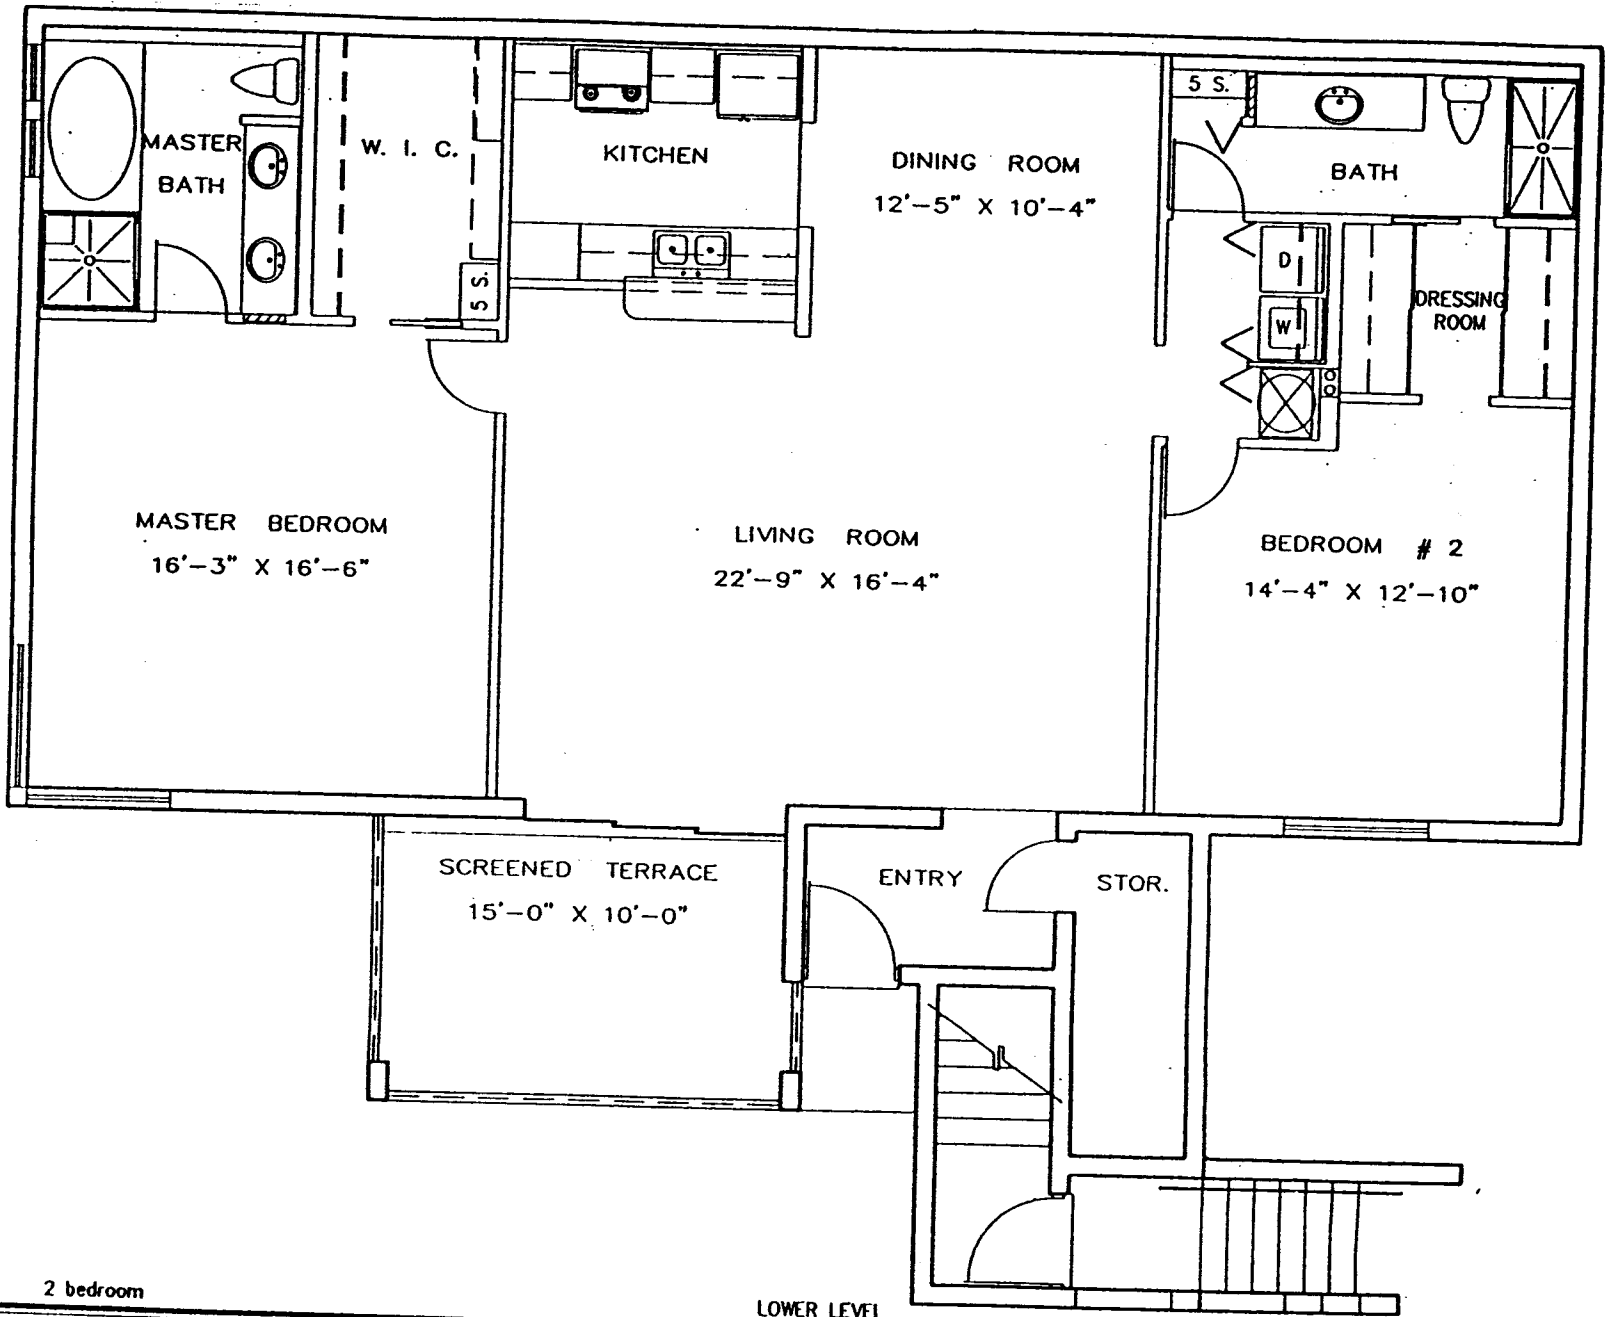 MASTER
BATH
W. I. C.
5 S.
KITCHEN
DINING ROOM
12'-5" X 10'-4"
5 S.
BATH
D
W
DRESSING
ROOM
MASTER BEDROOM
16'-3" X 16'-6"
LIVING ROOM
22'-9" X 16'-4"
BEDROOM # 2
14'-4" X 12'-10"
SCREENED TERRACE
15'-0" X 10'-0"
ENTRY
STOR.
2 bedroom
LOWER LEVEL